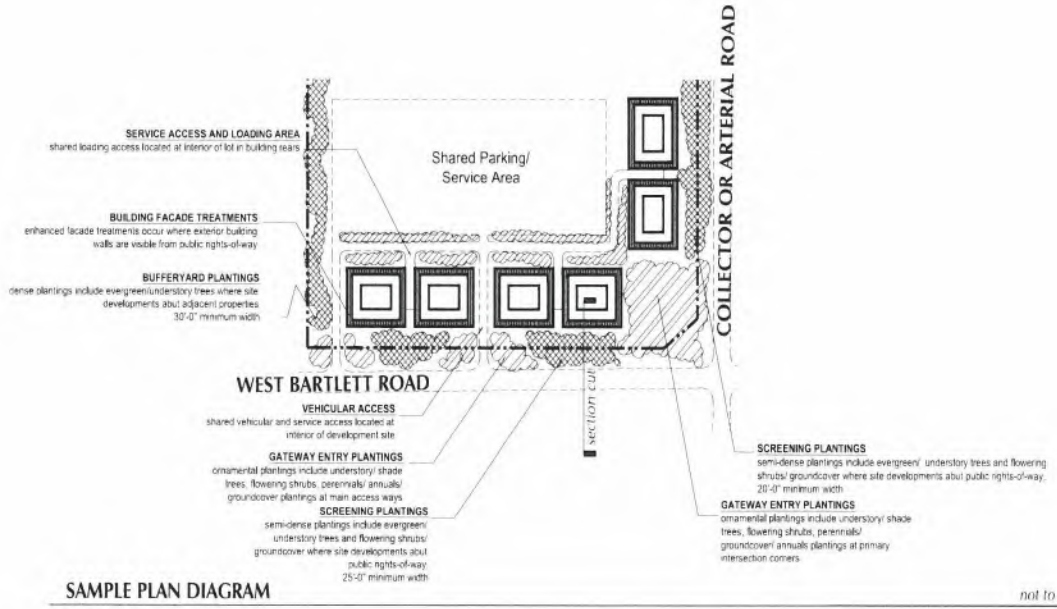 COLLECTOR OR ARTERIAL ROAD
SERVICE ACCESS AND LOADING AREA
shared loading access located at interior of lot in building rears
Shared Parking/
Service Area
BUILDING FACADE TREATMENTS
enhanced facade treatments occur where exterior building
walls are visible from public rights-of-way
BUFFERYARD PLANTINGS
dense plantings include evergreen/understory trees where site
developments abut adjacent properties
30'-0" minimum width
WEST BARTLETT ROAD
VEHICULAR ACCESS
shared vehicular and service access located at
interior of development site
GATEWAY ENTRY PLANTINGS
ornamental plantings include understory/ shade
trees, flowering shrubs, perennials/ annuals/
groundcover plantings at main access ways
SCREENING PLANTINGS
semi-dense plantings include evergreen/
understory trees and flowering shrubs/
groundcover where site developments abut
public rights-of-way
25'-0" minimum width
section cut
SCREENING PLANTINGS
semi-dense plantings include evergreen/ understory trees and flowering
shrubs/ groundcover where site developments abut public rights-of-way,
20'-0" minimum width
GATEWAY ENTRY PLANTINGS
ornamental plantings include understory/ shade
trees, flowering shrubs, perennials/
groundcover/ annuals plantings at primary
intersection corners
SAMPLE PLAN DIAGRAM
not to